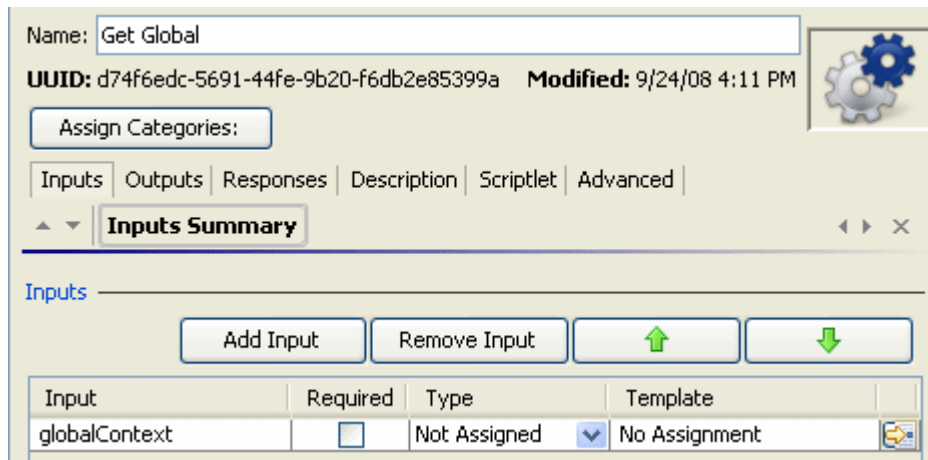 Name: Get Global
UUID: d74f6edc-5691-44fe-9b20-f6db2e85399a Modified: 9/24/08 4:11 PM
Assign Categories:
Inputs Outputs Responses Description Scriptlet Advanced
Inputs Summary
Inputs
Add Input Remove Input
Input Required Type Template
globalContext Not Assigned No Assignment